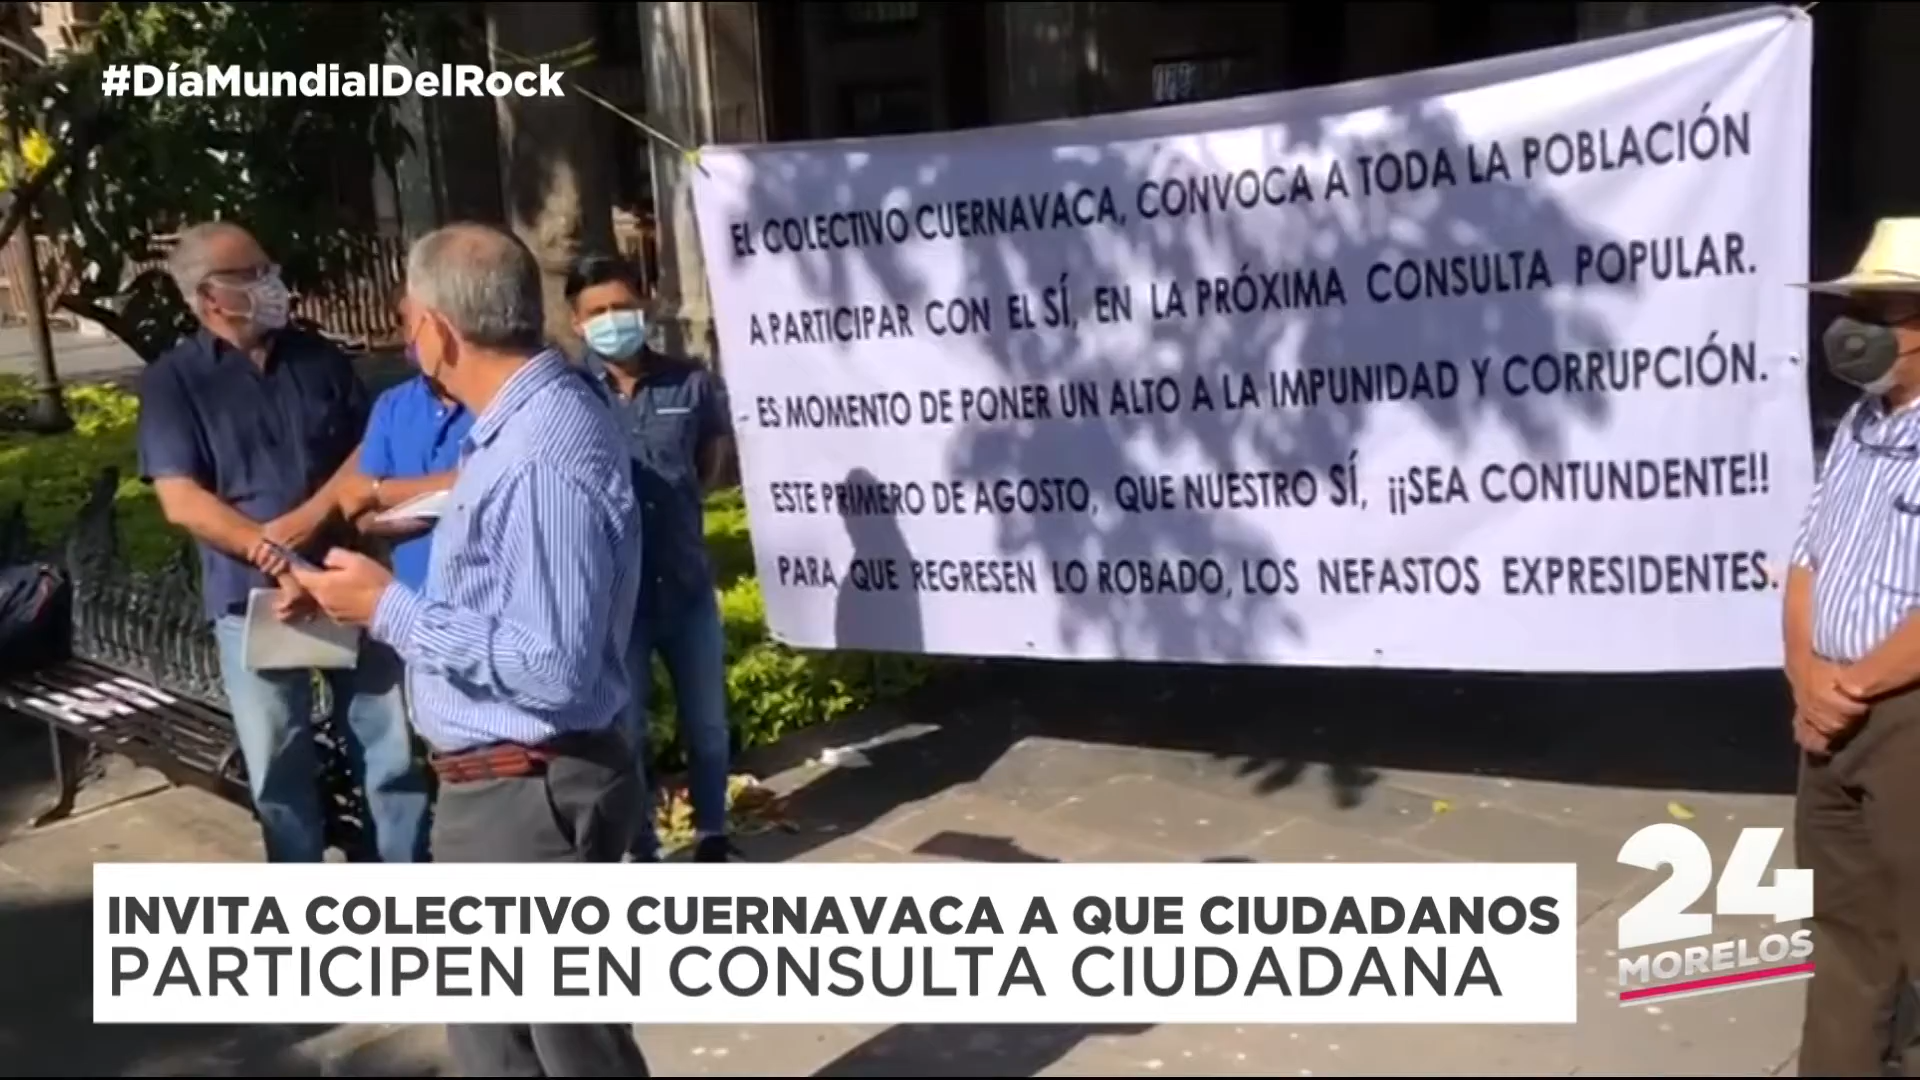 #DíaMundialDelRock
EL COLECTIVO CUERNAVACA, CONVOCA A TODA LA POBLACIÓN
A PARTICIPAR CON EL SÍ, EN LA PRÓXIMA CONSULTA POPULAR.
ES MOMENTO DE PONER UN ALTO A LA IMPUNIDAD Y CORRUPCIÓN.
ESTE PRIMERO DE AGOSTO, QUE NUESTRO SÍ, ¡¡SEA CONTUNDENTE!!
PARA QUE REGRESEN LO ROBADO, LOS NEFASTOS EXPRESIDENTES.
INVITA COLECTIVO CUERNAVACA A QUE CIUDADANOS
PARTICIPEN EN CONSULTA CIUDADANA
24
MORELOS